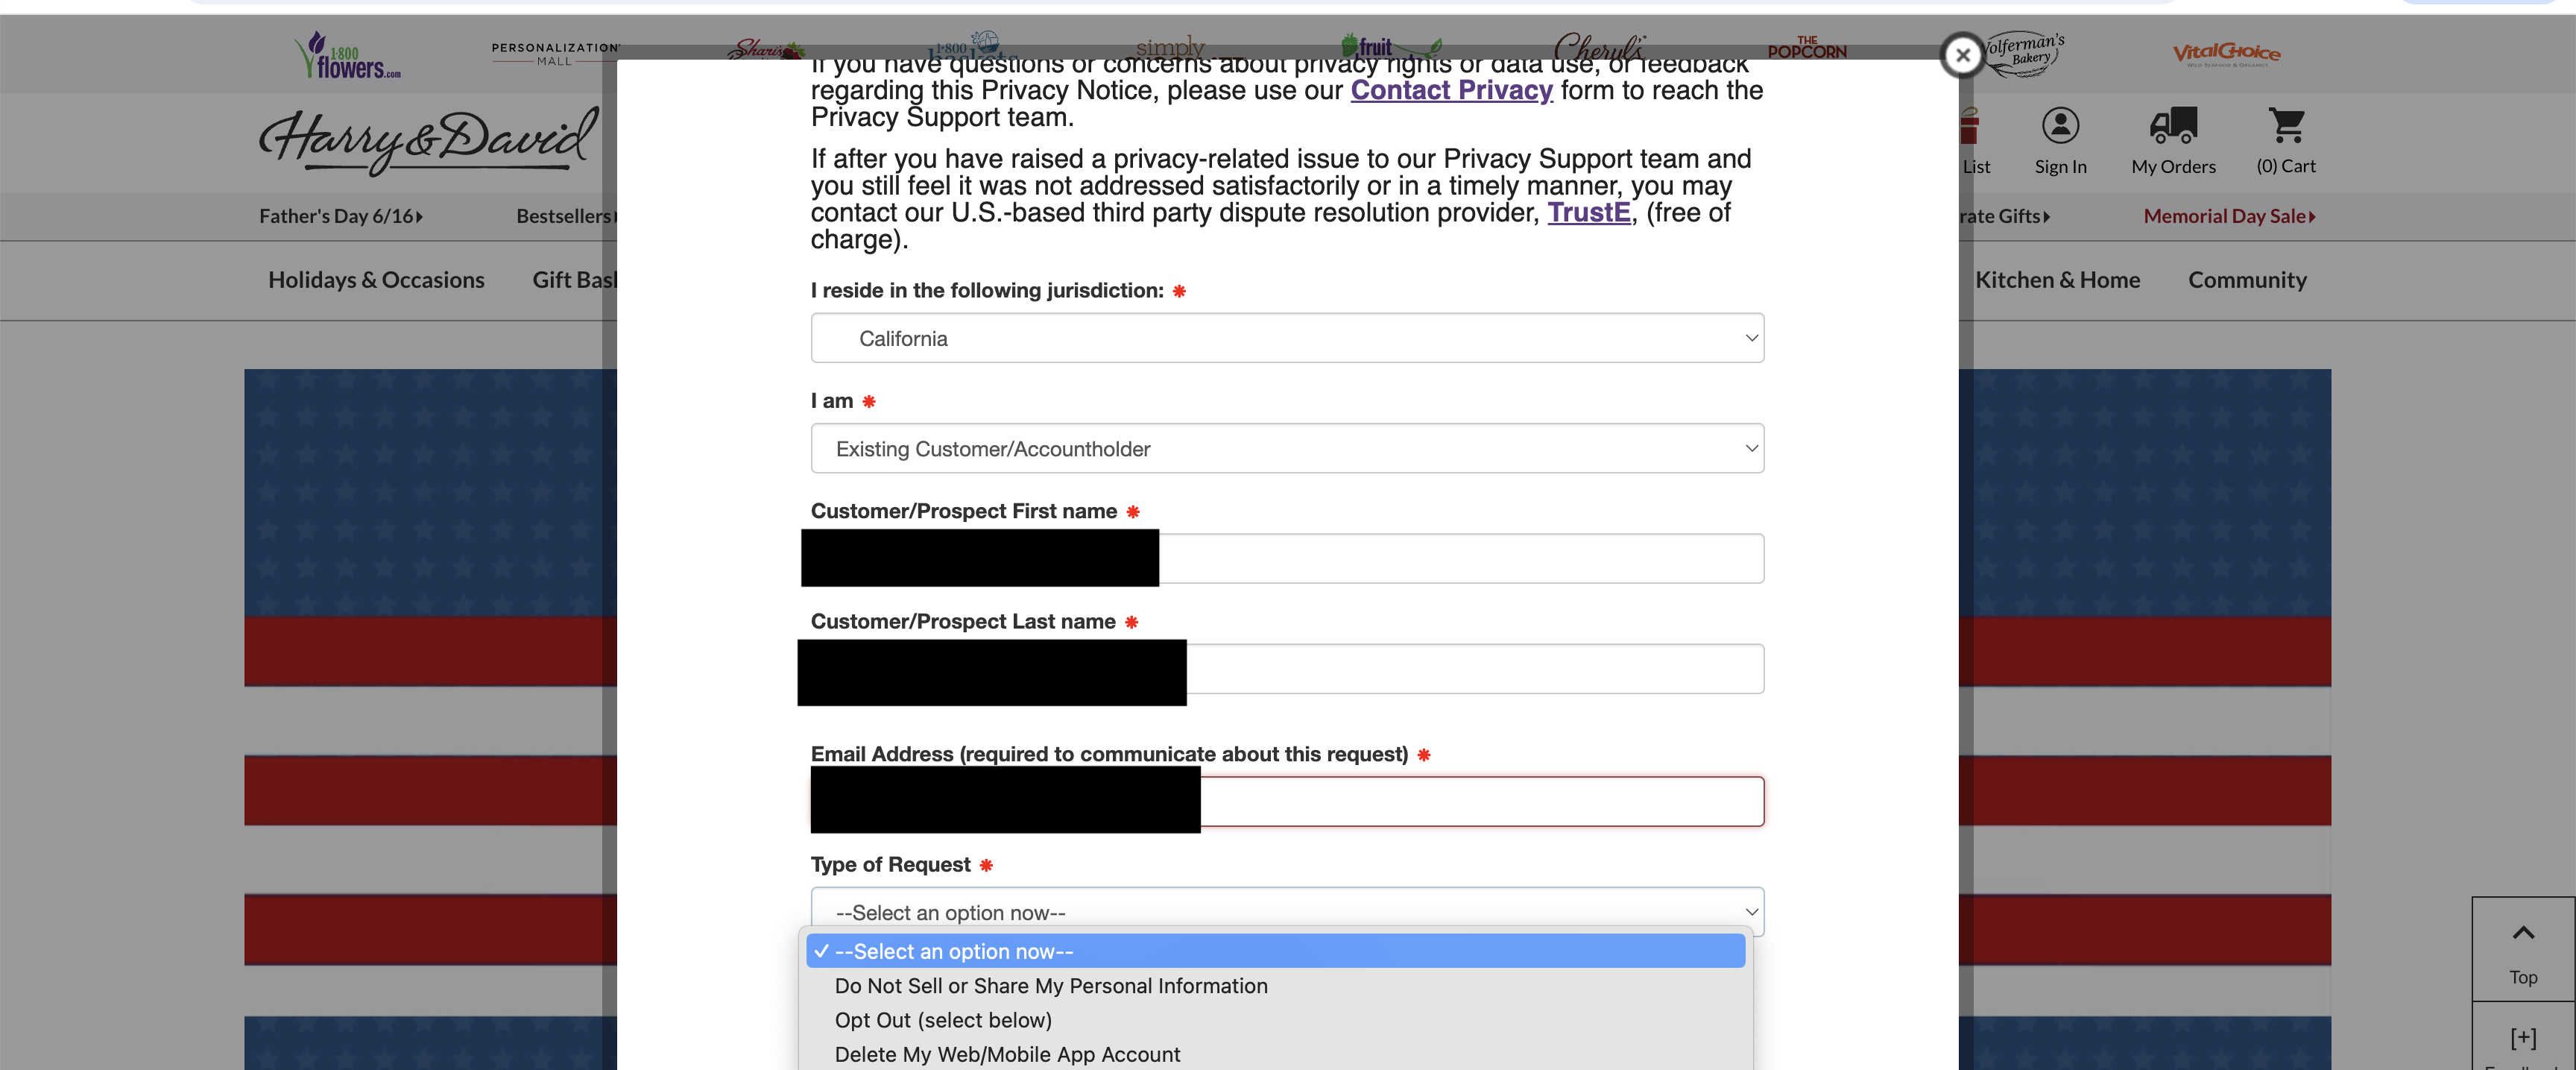 1·800
flowers.com
PERSONALIZATION
MALL
Shari's
1-800
simply
fruit
Cheryl's
THE
POPCORN
Wolferman's
Bakery
VitalChoice
If you have questions or concerns about privacy rights or data use, or feedback
regarding this Privacy Notice, please use our Contact Privacy form to reach the
Privacy Support team.
Harry & David
List
Sign In
My Orders
(0) Cart
If after you have raised a privacy-related issue to our Privacy Support team and
you still feel it was not addressed satisfactorily or in a timely manner, you may
contact our U.S.-based third party dispute resolution provider, TrustE, (free of
charge).
Father's Day 6/16
Bestsellers
rate Gifts
Memorial Day Sale
Holidays & Occasions
Gift Bas
Kitchen & Home
Community
I reside in the following jurisdiction: *
California
I am *
Existing Customer/Accountholder
Customer/Prospect First name *
Customer/Prospect Last name *
Email Address (required to communicate about this request) *
Type of Request *
--Select an option now--
✓ --Select an option now--
Do Not Sell or Share My Personal Information
Opt Out (select below)
Delete My Web/Mobile App Account
Top
[+]